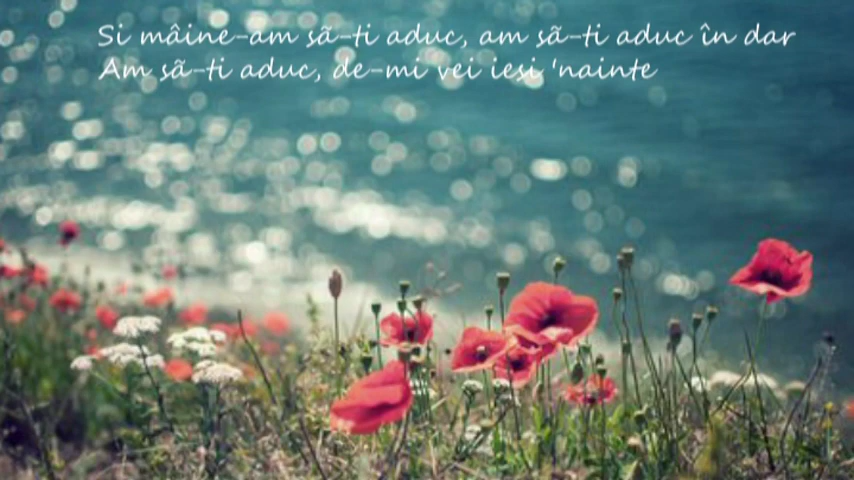 Si mâine-am sã-ti aduc, am sã-ti aduc în dar
Am sã-ti aduc, de-mi vei iesi 'nainte